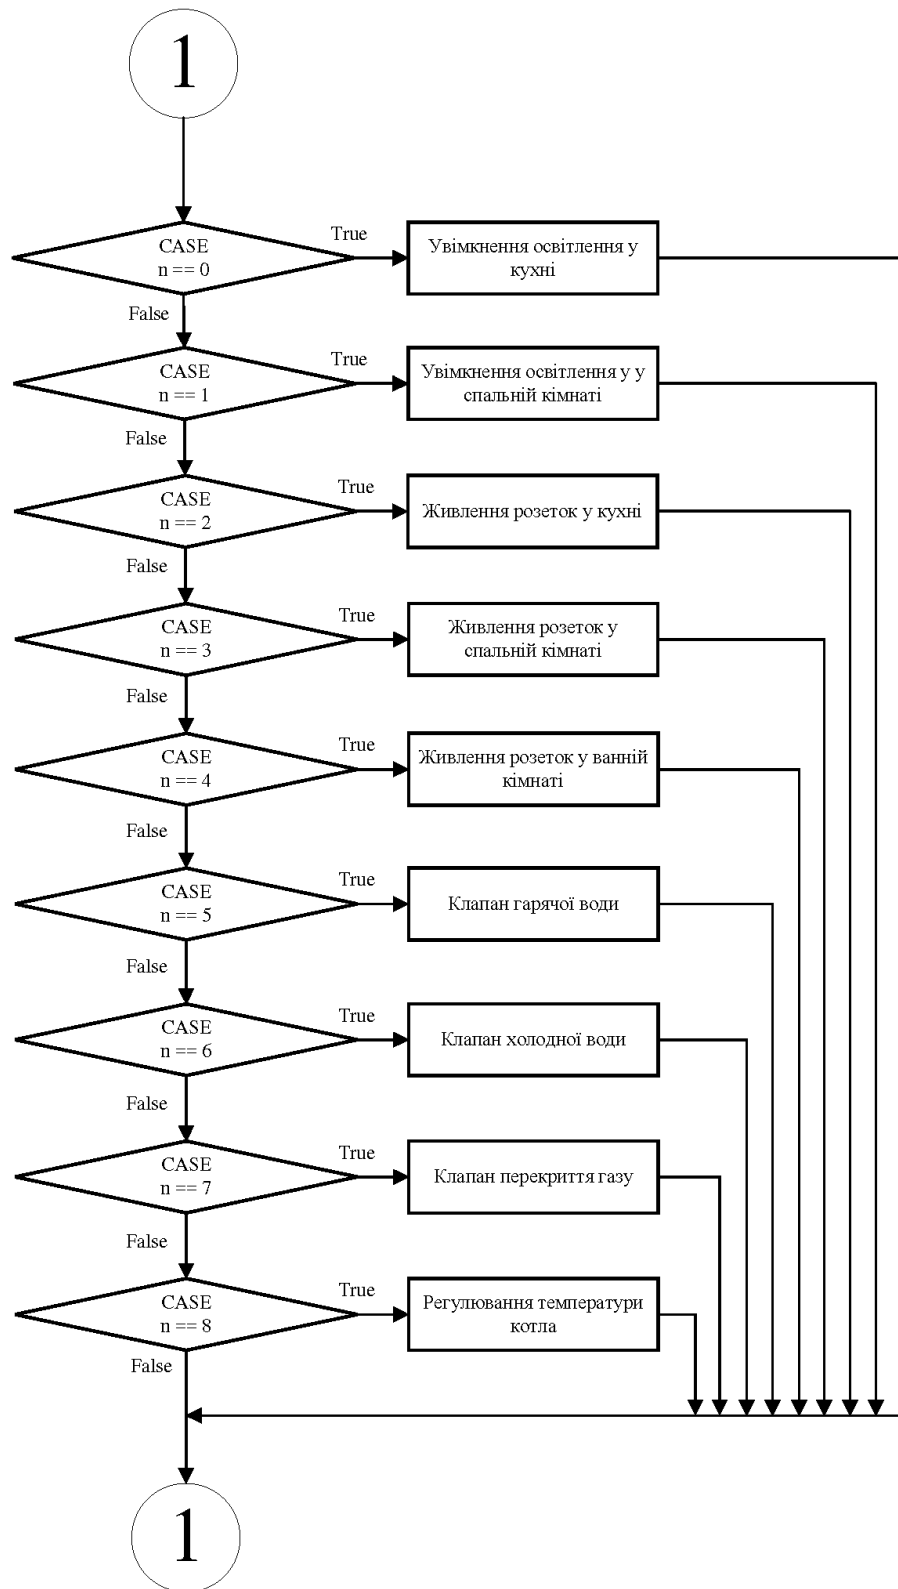 1
CASE
n == 0
True
Увімкнення освітлення у
кухні
False
CASE
n == 1
True
Увімкнення освітлення у у
спальній кімнаті
False
CASE
n == 2
True
Живлення розеток у кухні
False
CASE
n == 3
True
Живлення розеток у
спальній кімнаті
False
CASE
n == 4
True
Живлення розеток у ванній
кімнаті
False
CASE
n == 5
True
Клапан гарячої води
False
CASE
n == 6
True
Клапан холодної води
False
CASE
n == 7
True
Клапан перекриття газу
False
CASE
n == 8
True
Регулювання температури
котла
False
1